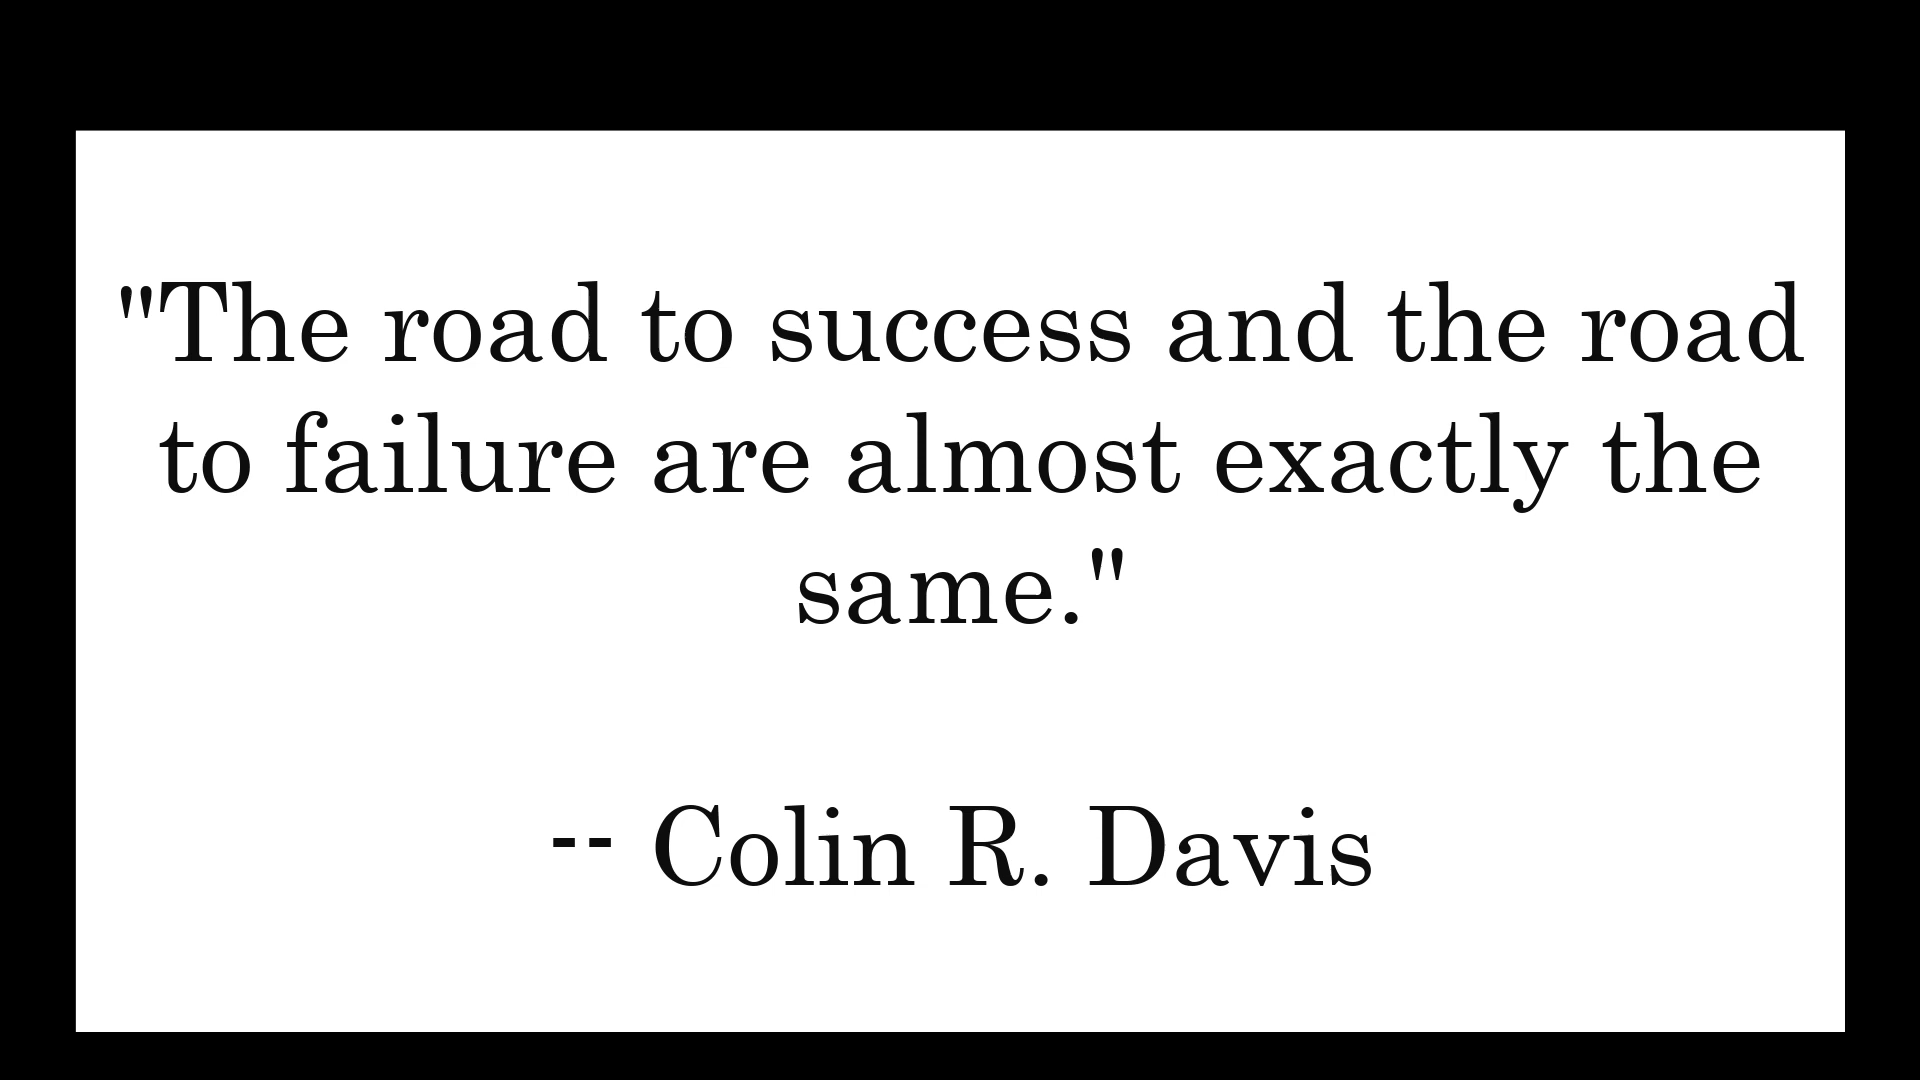 "The road to success and the road
to failure are almost exactly the
same."
-- Colin R. Davis